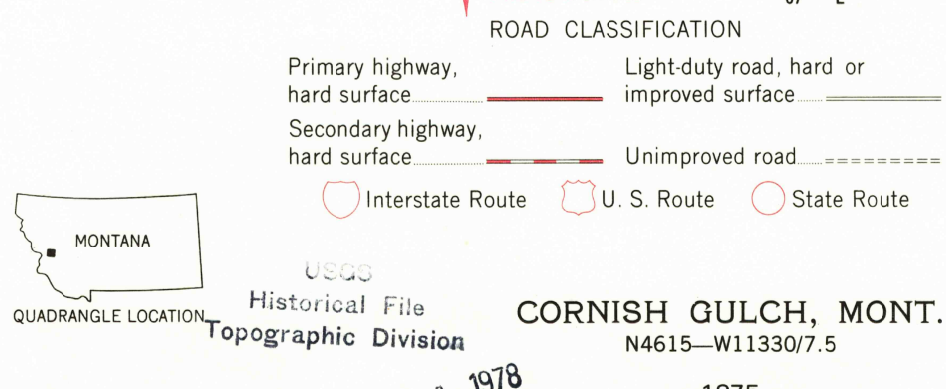 ROAD CLASSIFICATION
Primary highway,
hard surface
Light-duty road, hard or
improved surface
Secondary highway,
hard surface
Unimproved road
Interstate Route
U. S. Route
State Route
MONTANA
QUADRANGLE LOCATION
USGS
Historical File
Topographic Division
1978
CORNISH GULCH, MONT.
N4615—W11330/7.5